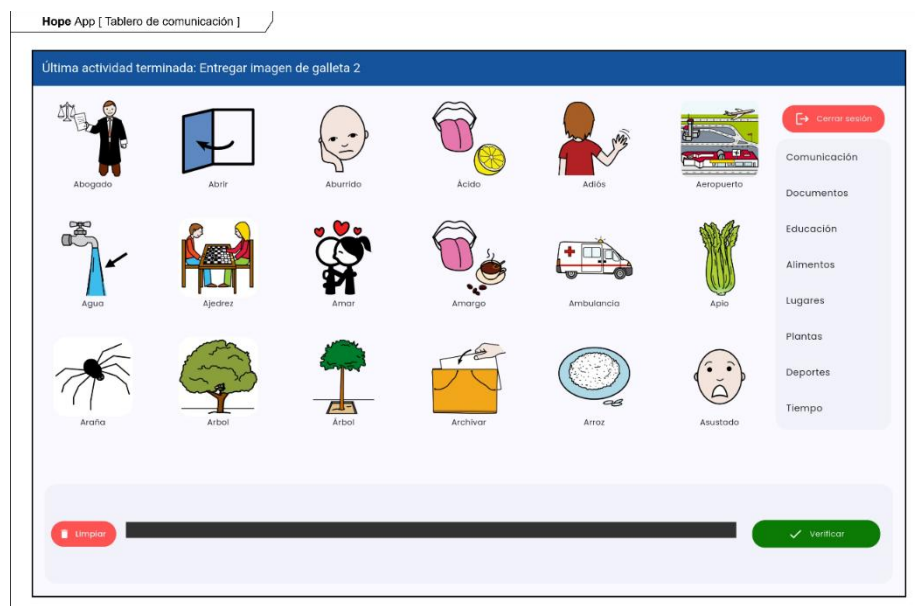 Hope App [ Tablero de comunicación ]
Última actividad terminada: Entregar imagen de galleta 2
Abogado
Abrir
Aburrido
Ácido
Adiós
Aeropuerto
Cerrar sesión
Comunicación
Documentos
Educación
Alimentos
Lugares
Plantas
Deportes
Tiempo
Agua
Ajedrez
Amar
Amargo
Ambulancia
Apio
Araña
Arbol
Árbol
Archivar
Arroz
Asustado
Limpiar
Verificar